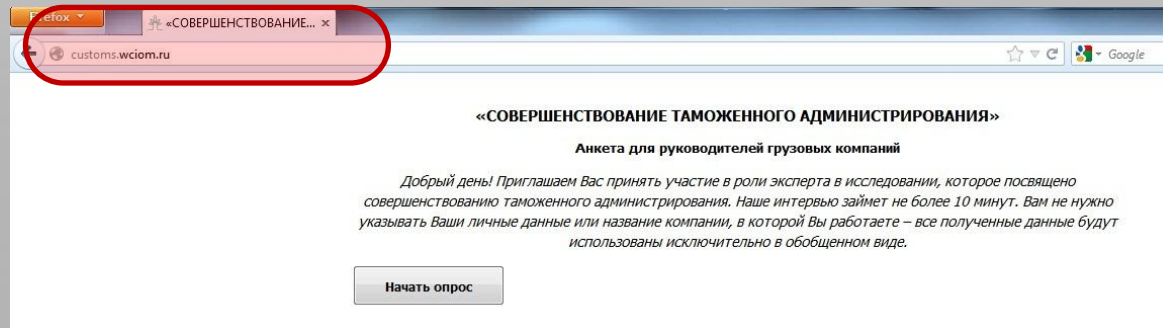 Firefox
«СОВЕРШЕНСТВОВАНИЕ...
customs.wciom.ru
Google
«СОВЕРШЕНСТВОВАНИЕ ТАМОЖЕННОГО АДМИНИСТРИРОВАНИЯ»
Анкета для руководителей грузовых компаний
Добрый день! Приглашаем Вас принять участие в роли эксперта в исследовании, которое посвящено
совершенствованию таможенного администрирования. Наше интервью займет не более 10 минут. Вам не нужно
указывать Ваши личные данные или название компании, в которой Вы работаете – все полученные данные будут
использованы исключительно в обобщенном виде.
Начать опрос